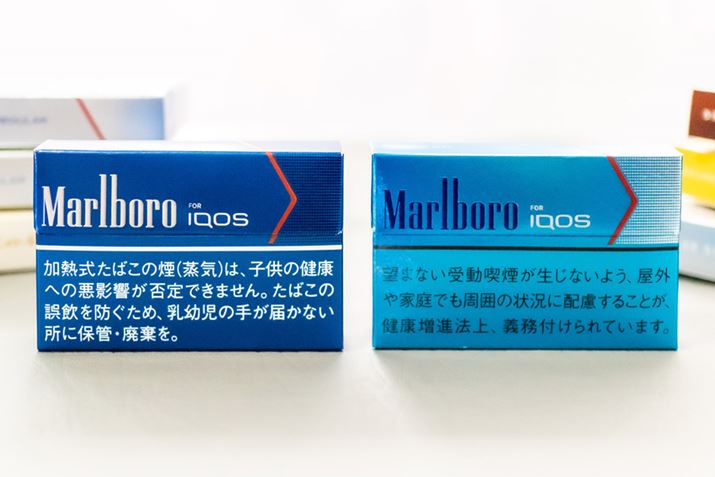 Marlboro FOR IQOS
加熱式たばこの煙(蒸気)は、子供の健康
への悪影響が否定できません。たばこの
誤飲を防ぐため、乳幼児の手が届かない
所に保管・廃棄を。
Marlboro FOR IQOS
望まない受動喫煙が生じないよう、屋外
や家庭でも周囲の状況に配慮することが、
健康増進法上、義務付けられています。